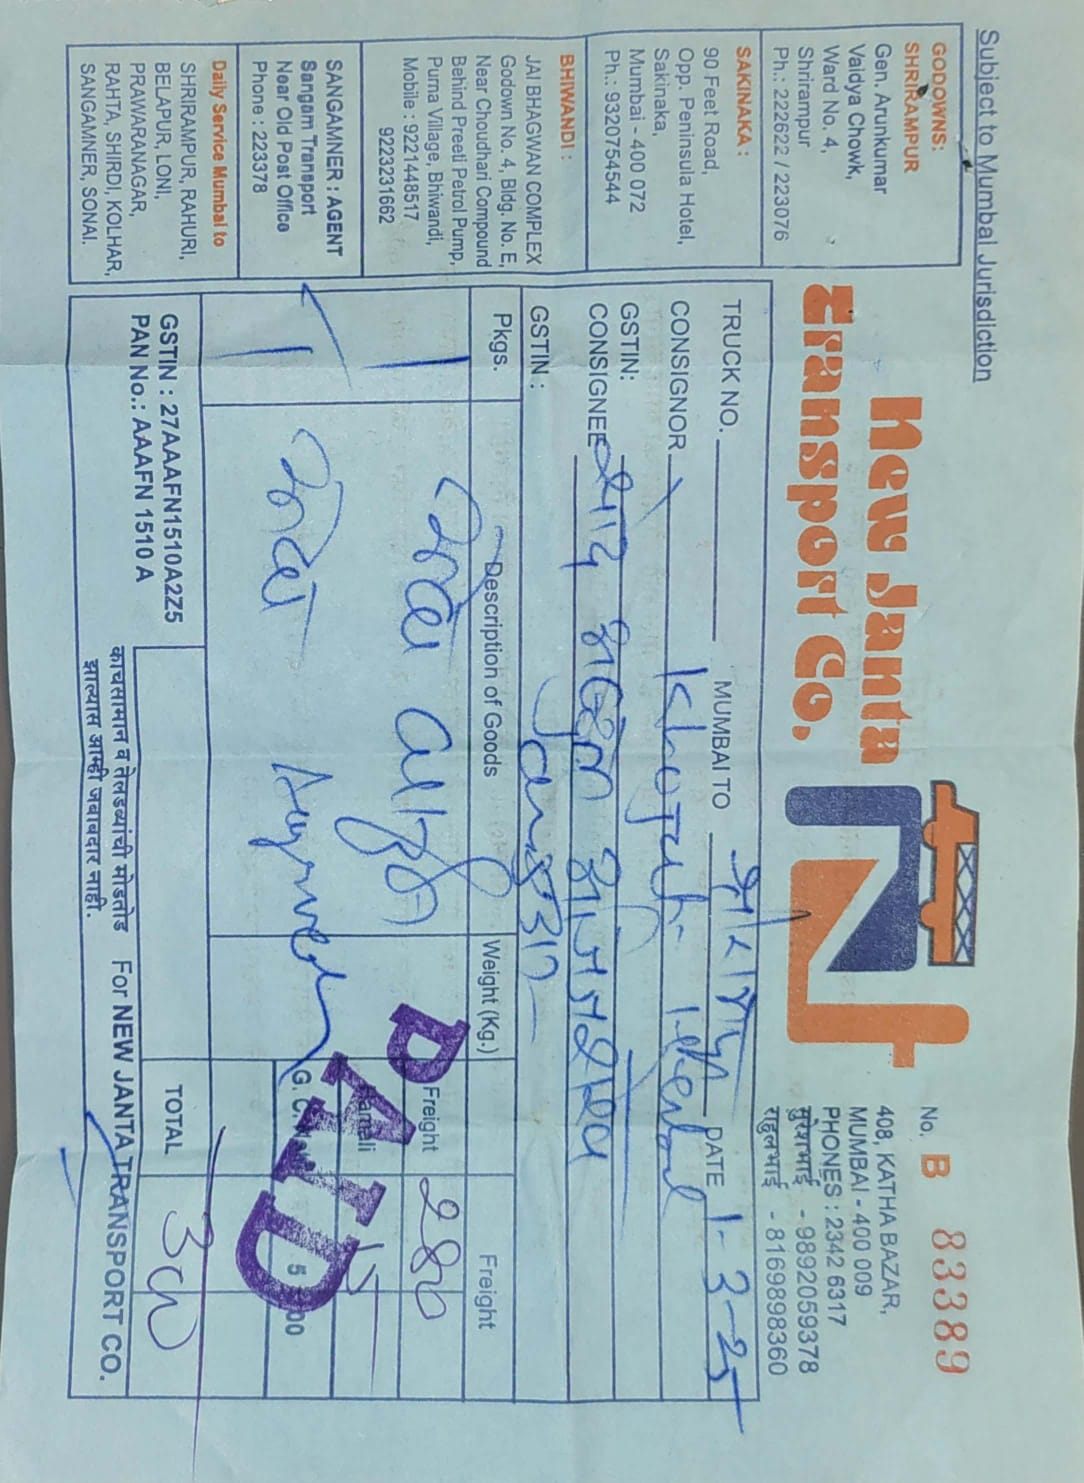 Subject to Mumbai Jurisdiction
New Janta
Transport Co.
No. B 83389
408, KATHA BAZAR,
MUMBAI - 400 009
PHONES : 2342 6317
सुरेशभाई - 9892059378
राहुलभाई - 8169898360
GODOWNS:
SHRIRAMPUR
Gen. Arunkumar
Vaidya Chowk,
Ward No. 4,
Shrirampur
Ph.: 222622 / 223076
SAKINAKA :
90 Feet Road,
Opp. Peninsula Hotel,
Sakinaka,
Mumbai - 400 072
Ph.: 9320754544
BHIWANDI :
JAI BHAGWAN COMPLEX
Godown No. 4, Bldg. No. E,
Near Choudhari Compound
Behind Preeti Petrol Pump,
Purna Village, Bhiwandi,
Mobile : 9221448517
9223231662
SANGAMNER : AGENT
Sangam Transport
Near Old Post Office
Phone : 223378
Daily Service Mumbai to
SHRIRAMPUR, RAHURI,
BELAPUR, LONI,
PRAWARANAGAR,
RAHTA, SHIRDI, KOLHAR,
SANGAMNER, SONAI.
TRUCK NO. MUMBAI TO DATE 1-3-25
CONSIGNOR
GSTIN:
CONSIGNEE
GSTIN :
Pkgs. Description of Goods Weight (Kg.) Freight Freight
1 280
Hamali 15
1 G. C. 5 00
PAID
TOTAL 300
GSTIN : 27AAAFN1510A2Z5
PAN No.: AAAFN 1510 A
काचसामान व तेलडब्यांची मोडतोड
झाल्यास आम्ही जबाबदार नाही.
For NEW JANTA TRANSPORT CO.